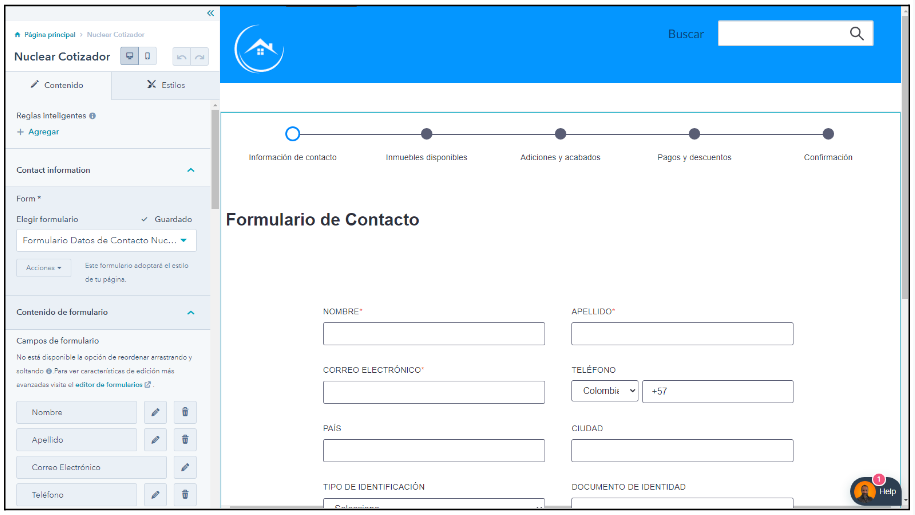 «
Página principal > Nuclear Cotizador
Nuclear Cotizador
Contenido
Estilos
Reglas inteligentes
+ Agregar
Contact information
Form *
Elegir formulario
✓ Guardado
Formulario Datos de Contacto Nuc...
Acciones
Este formulario adoptará el estilo
de tu página.
Contenido de formulario
Campos de formulario
No está disponible la opción de reordenar arrastrando y
soltando Para ver características de edición más
avanzadas visita el editor de formularios.
Nombre
Apellido
Correo Electrónico
Teléfono
Buscar
Información de contacto
Inmuebles disponibles
Adiciones y acabados
Pagos y descuentos
Confirmación
Formulario de Contacto
NOMBRE*
APELLIDO*
CORREO ELECTRÓNICO*
TELÉFONO
Colombia
+57
PAÍS
CIUDAD
TIPO DE IDENTIFICACIÓN
DOCUMENTO DE IDENTIDAD
1
Help